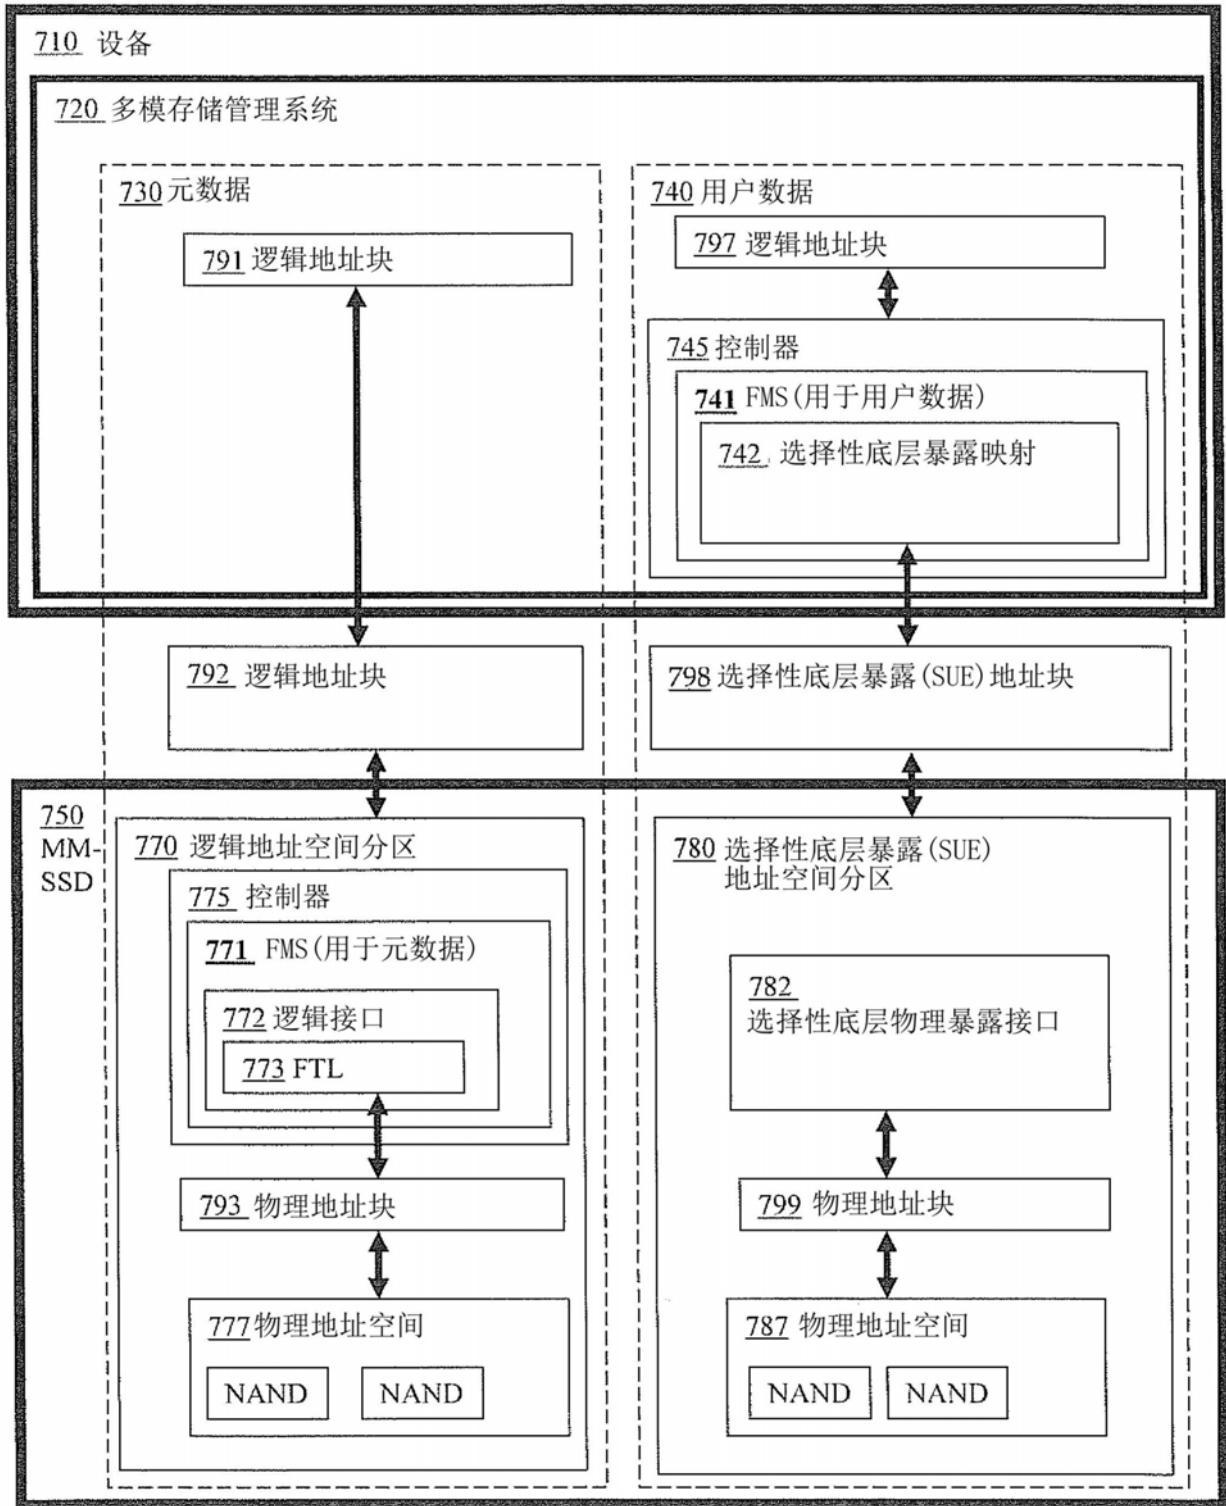 710 设备
720 多模存储管理系统
730 元数据
791 逻辑地址块
740 用户数据
797 逻辑地址块
745 控制器
741 FMS(用于用户数据)
742 选择性底层暴露映射
792 逻辑地址块
798 选择性底层暴露(SUE)地址块
750
MM-
SSD
770 逻辑地址空间分区
775 控制器
771 FMS(用于元数据)
772 逻辑接口
773 FTL
793 物理地址块
777 物理地址空间
NAND NAND
780 选择性底层暴露(SUE)
地址空间分区
782
选择性底层物理暴露接口
799 物理地址块
787 物理地址空间
NAND NAND